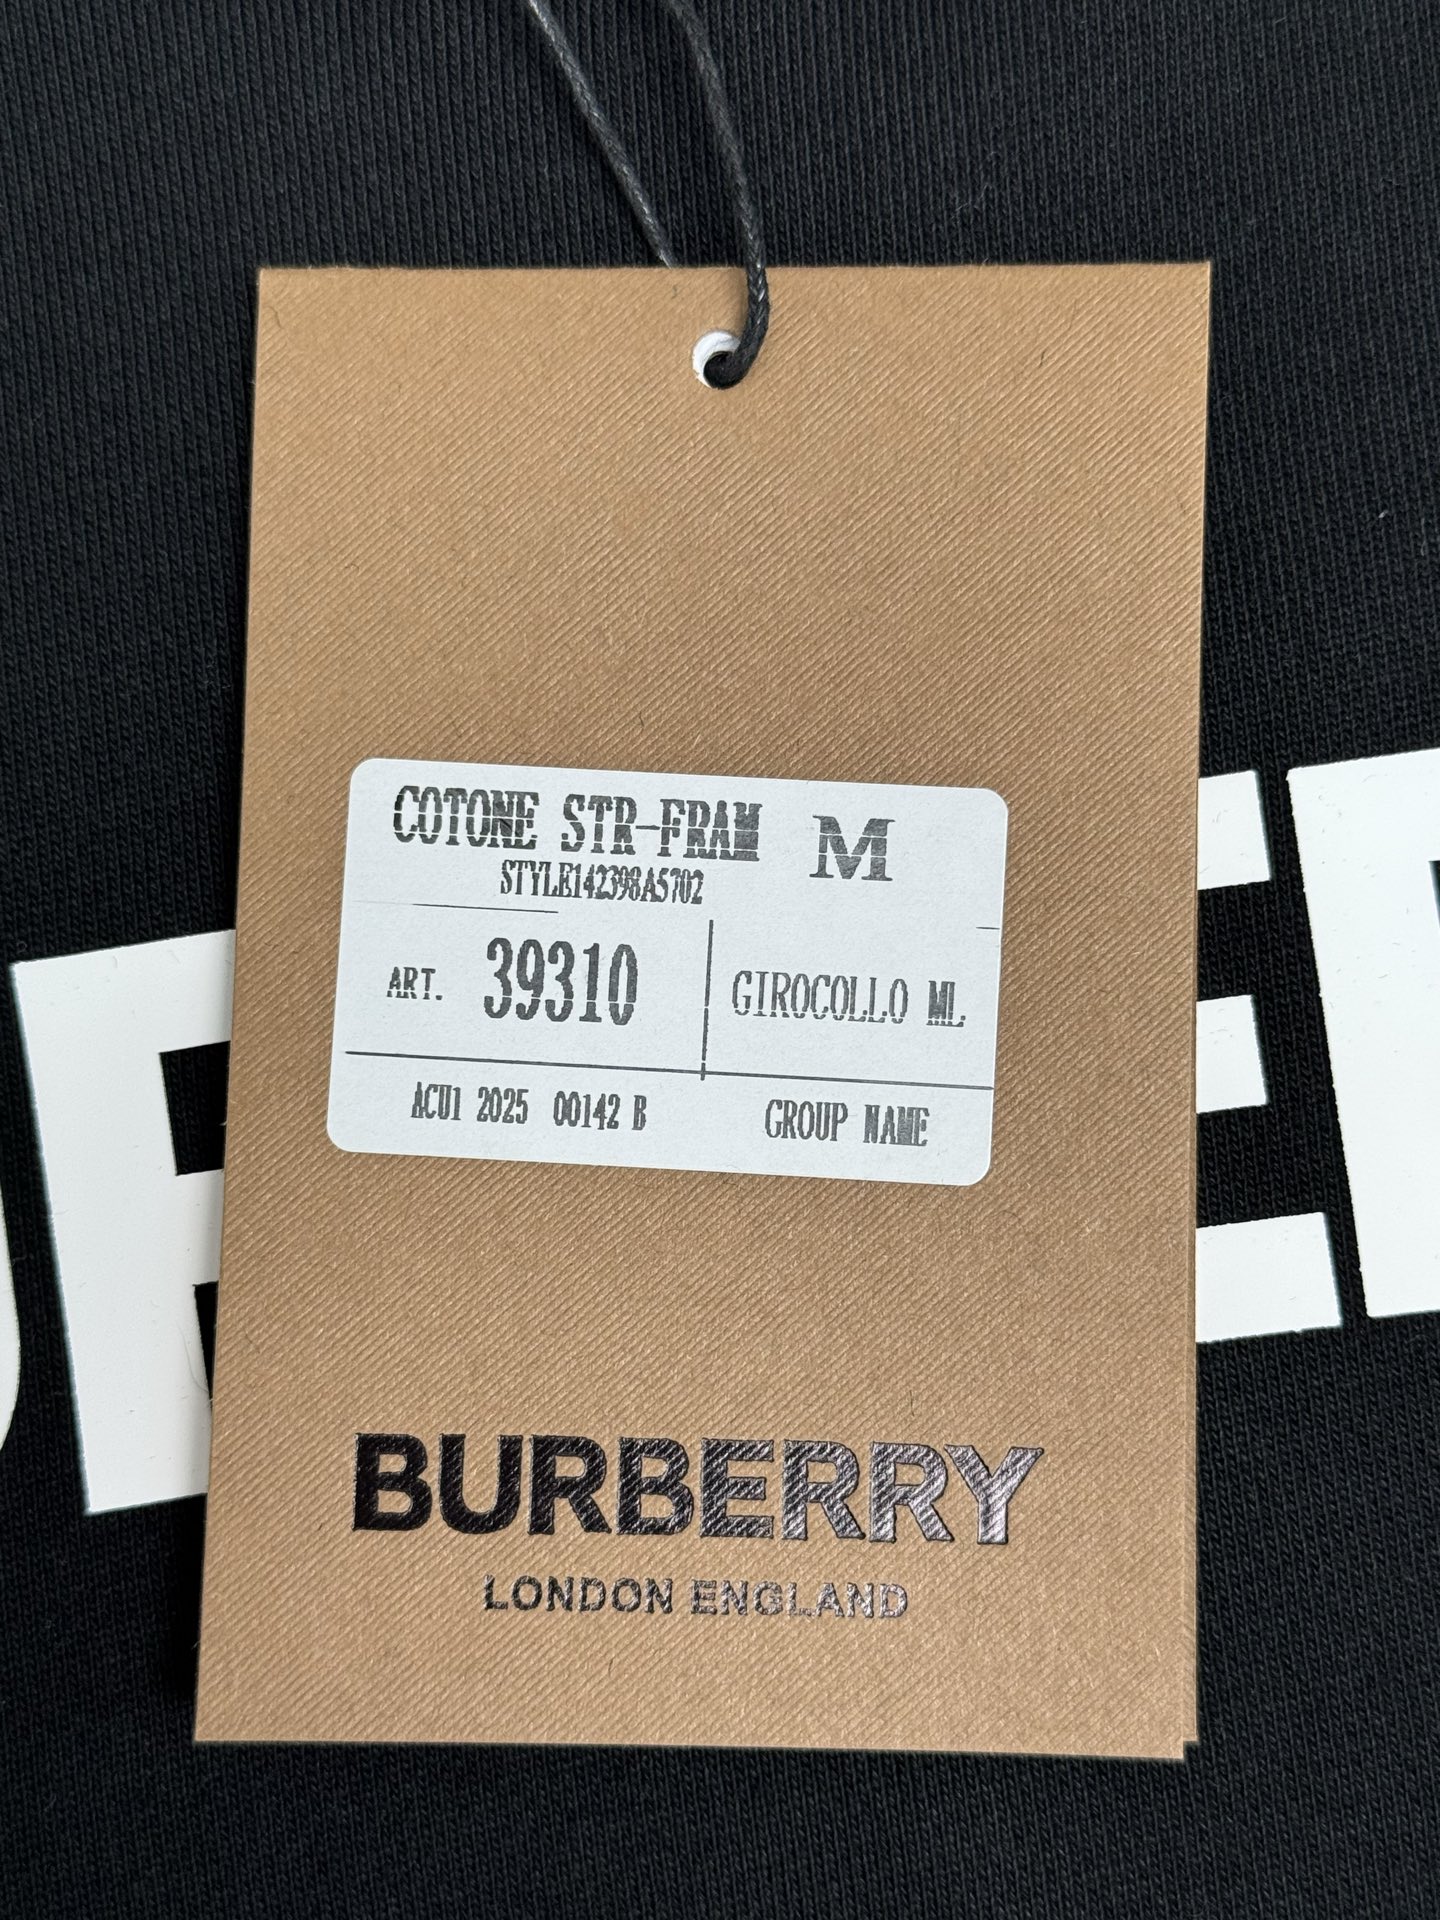 COTONE STR-FRAM M
STYLE142398A5702
ART. 39310 GIROCOLLO ML
ACU1 2025 00142 B GROUP NAME
BURBERRY
LONDON ENGLAND